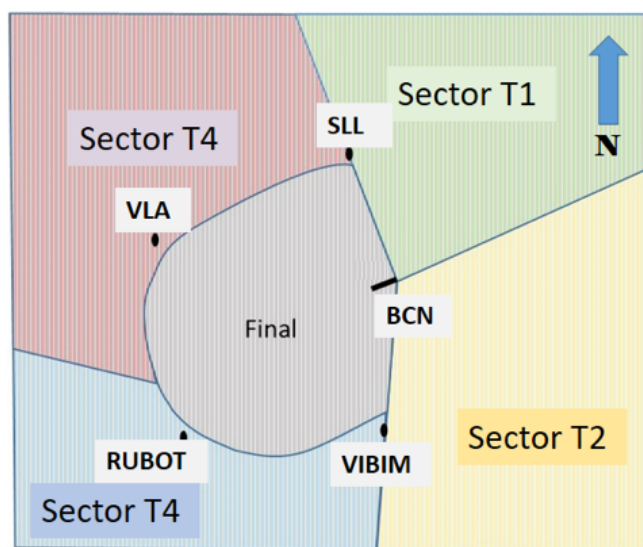 Sector T1
SLL
Sector T4
N
VLA
BCN
Final
Sector T2
RUBOT
VIBIM
Sector T4